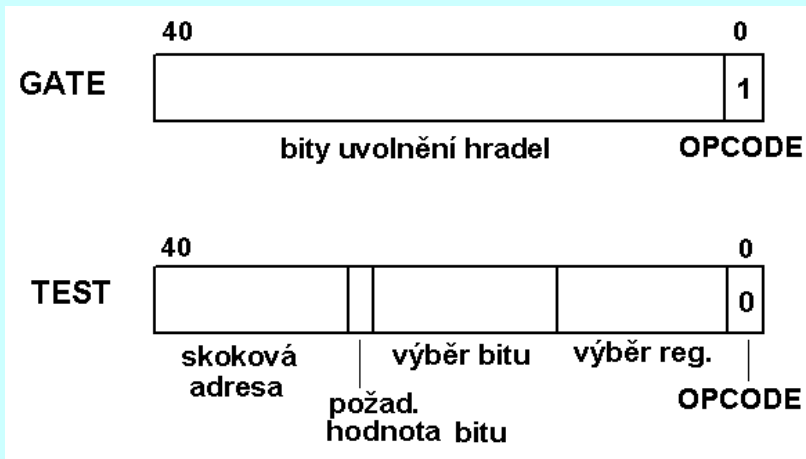 40 0
GATE 1
bity uvolnění hradel OPCODE
40 0
TEST 0
skoková výběr bitu výběr reg.
adresa
požad. OPCODE
hodnota bitu